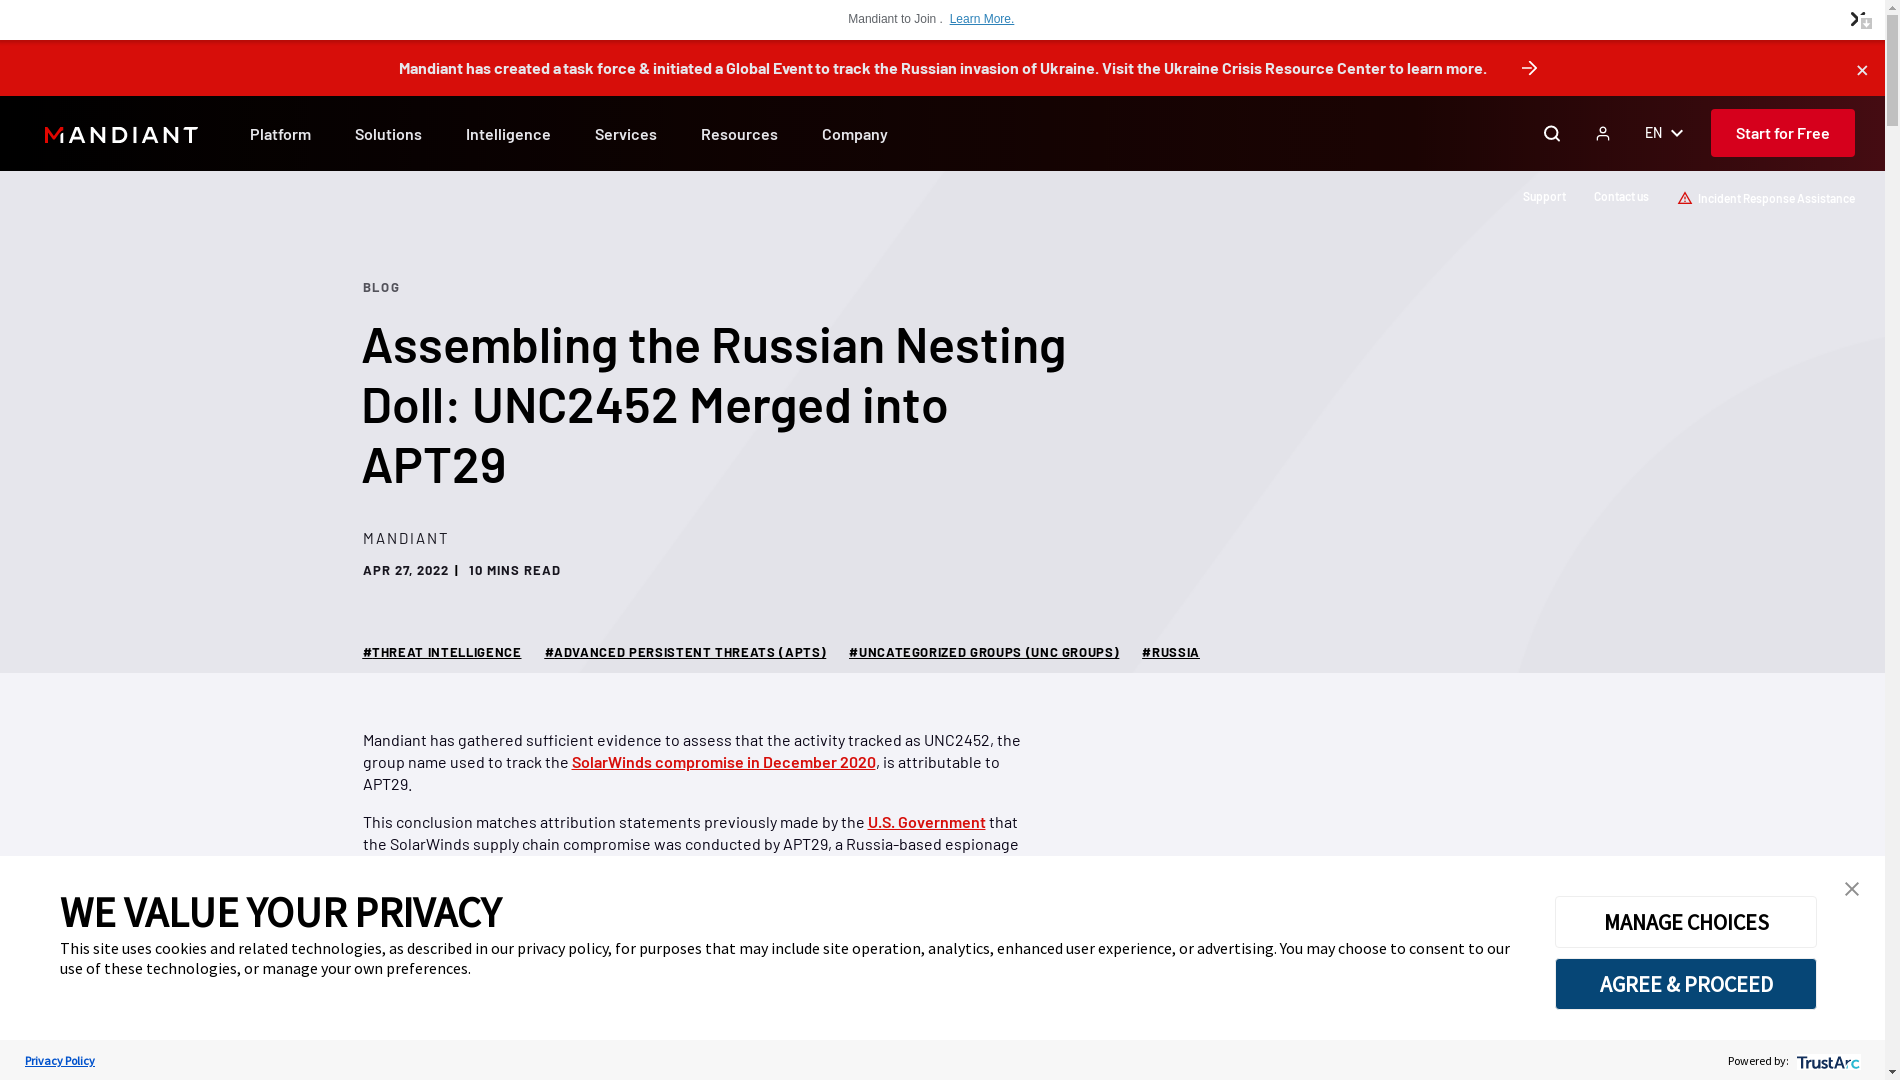 Mandiant to Join . Learn More.
Mandiant has created a task force & initiated a Global Event to track the Russian invasion of Ukraine. Visit the Ukraine Crisis Resource Center to learn more.
MANDIANT
Platform
Solutions
Intelligence
Services
Resources
Company
EN
Start for Free
Support
Contact us
Incident Response Assistance
BLOG
Assembling the Russian Nesting
Doll: UNC2452 Merged into
APT29
MANDIANT
APR 27, 2022 | 10 MINS READ
#THREAT INTELLIGENCE #ADVANCED PERSISTENT THREATS (APTS) #UNCATEGORIZED GROUPS (UNC GROUPS) #RUSSIA
Mandiant has gathered sufficient evidence to assess that the activity tracked as UNC2452, the
group name used to track the SolarWinds compromise in December 2020, is attributable to
APT29.
This conclusion matches attribution statements previously made by the U.S. Government that
the SolarWinds supply chain compromise was conducted by APT29, a Russia-based espionage
WE VALUE YOUR PRIVACY
This site uses cookies and related technologies, as described in our privacy policy, for purposes that may include site operation, analytics, enhanced user experience, or advertising. You may choose to consent to our
use of these technologies, or manage your own preferences.
MANAGE CHOICES
AGREE & PROCEED
Privacy Policy
Powered by: TrustArc